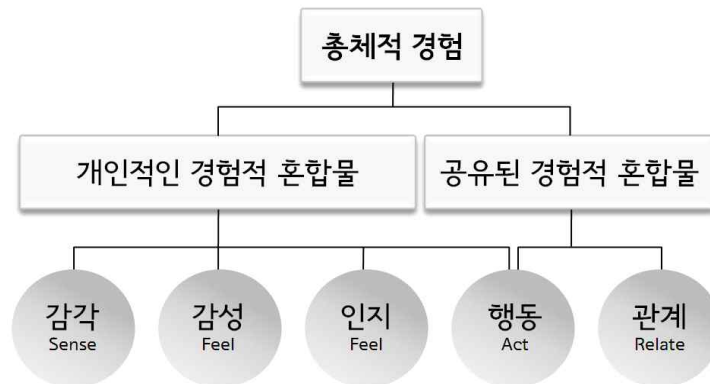 총체적 경험
개인적인 경험적 혼합물
공유된 경험적 혼합물
감각
Sense
감성
Feel
인지
Feel
행동
Act
관계
Relate